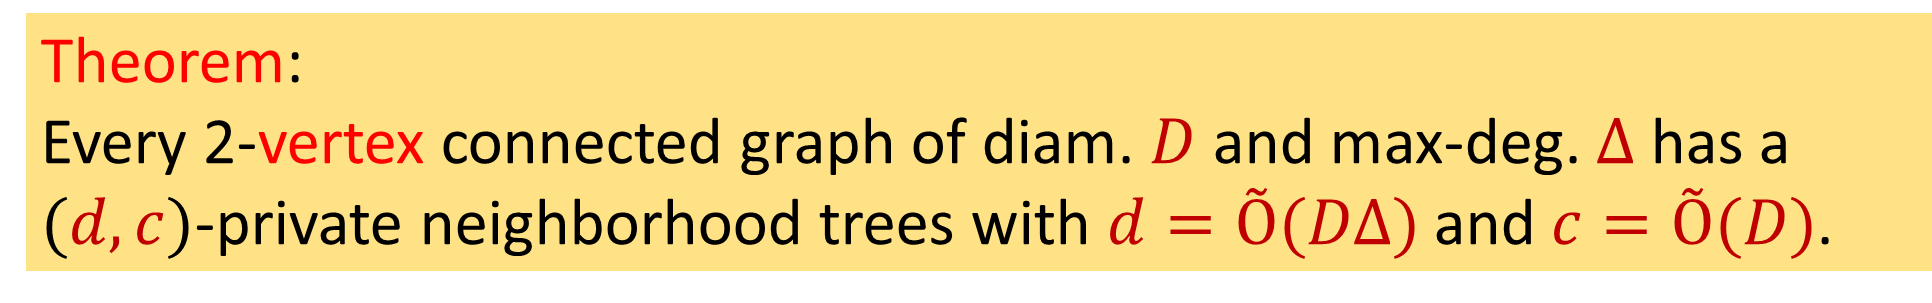 Theorem:
Every 2-vertex connected graph of diam. D and max-deg. Δ has a
(d, c)-private neighborhood trees with d = Õ(DΔ) and c = Õ(D).